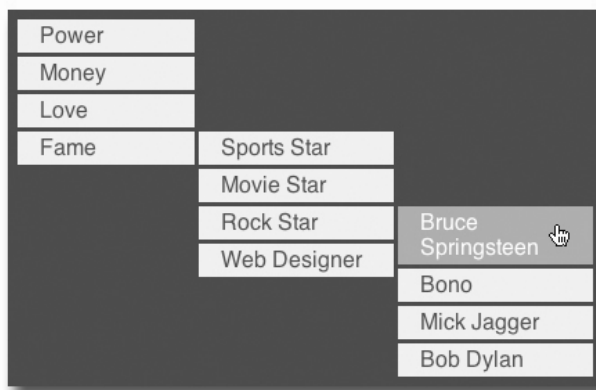 Power
Money
Love
Fame
Sports Star
Movie Star
Rock Star
Web Designer
Bruce
Springsteen
Bono
Mick Jagger
Bob Dylan